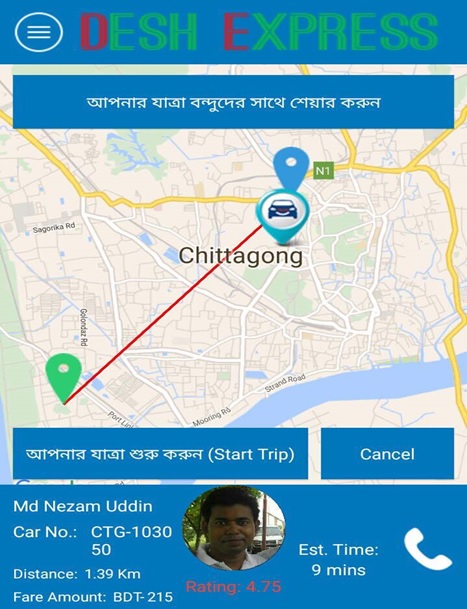 DESH EXPRESS
আপনার যাত্রা বন্দুদের সাথে শেয়ার করুন
N1
Sagorika Rd
Chittagong
Golondaz Rd
Strand Road
Mooring Rd
Port Link
আপনার যাত্রা শুরু করুন (Start Trip)
Cancel
Md Nezam Uddin
Car No.: CTG-1030
50
Est. Time:
9 mins
Distance: 1.39 Km
Rating: 4.75
Fare Amount: BDT- 215